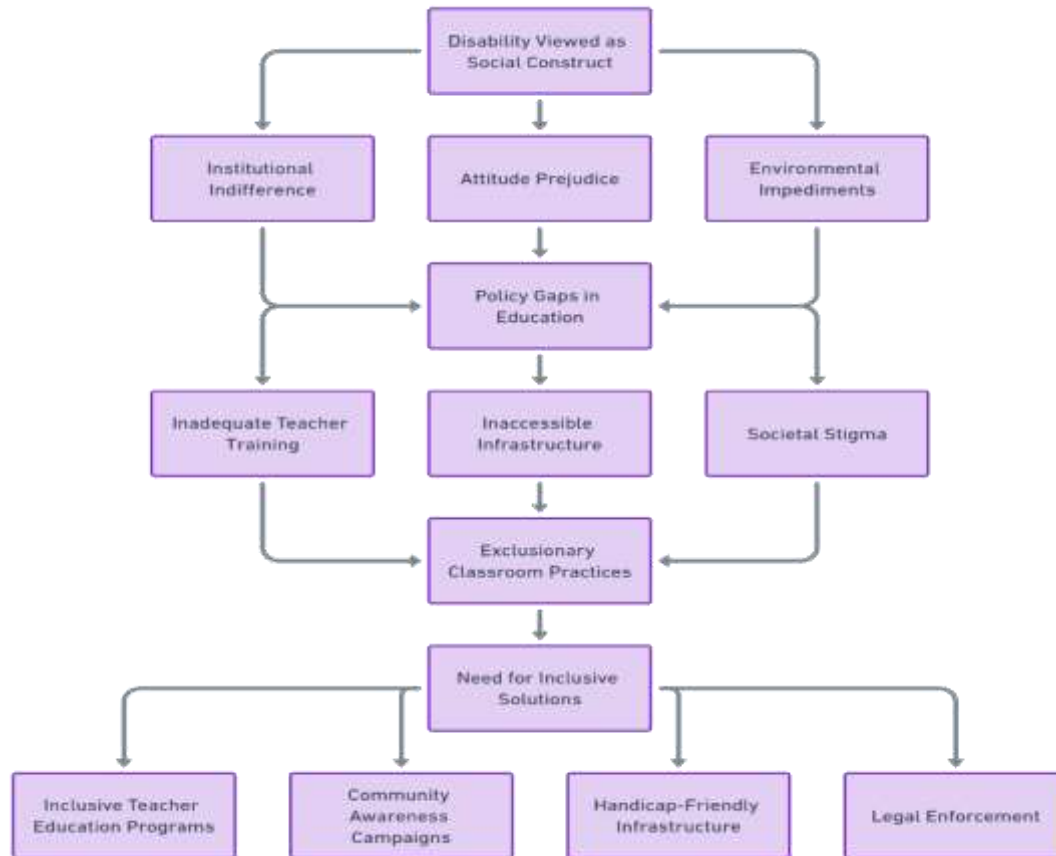 Disability Viewed as
Social Construct
Institutional
Indifference
Attitude Prejudice
Environmental
Impediments
Policy Gaps in
Education
Inadequate Teacher
Training
Inaccessible
Infrastructure
Societal Stigma
Exclusionary
Classroom Practices
Need for Inclusive
Solutions
Inclusive Teacher
Education Programs
Community
Awareness
Campaigns
Handicap-Friendly
Infrastructure
Legal Enforcement